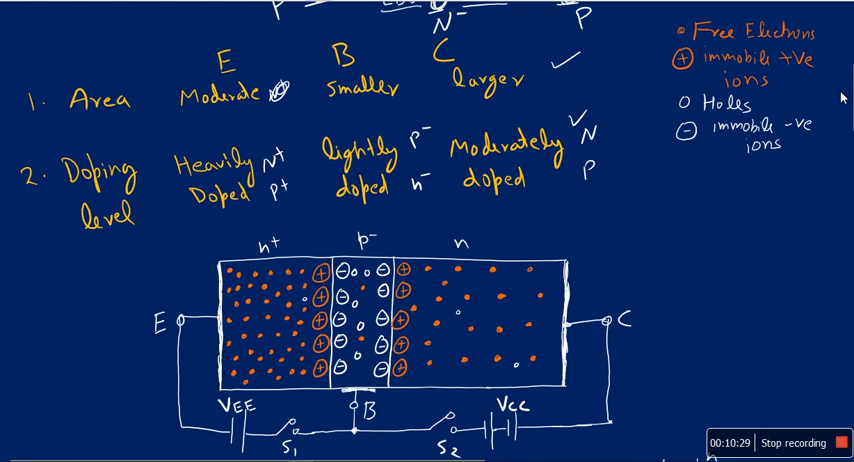 N⁻ P
E B C
1. Area Moderate smaller larger ✓
2. Doping level Heavily Doped N⁺ P⁺ lightly doped P⁻ n⁻ Moderately doped ✓ N P
• Free Electrons
⊕ immobile +ve
ions
O Holes
⊖ immobile -ve
ions
n⁺ p⁻ n
E C
VEE B VCC
S₁ S₂
00:10:29 Stop recording